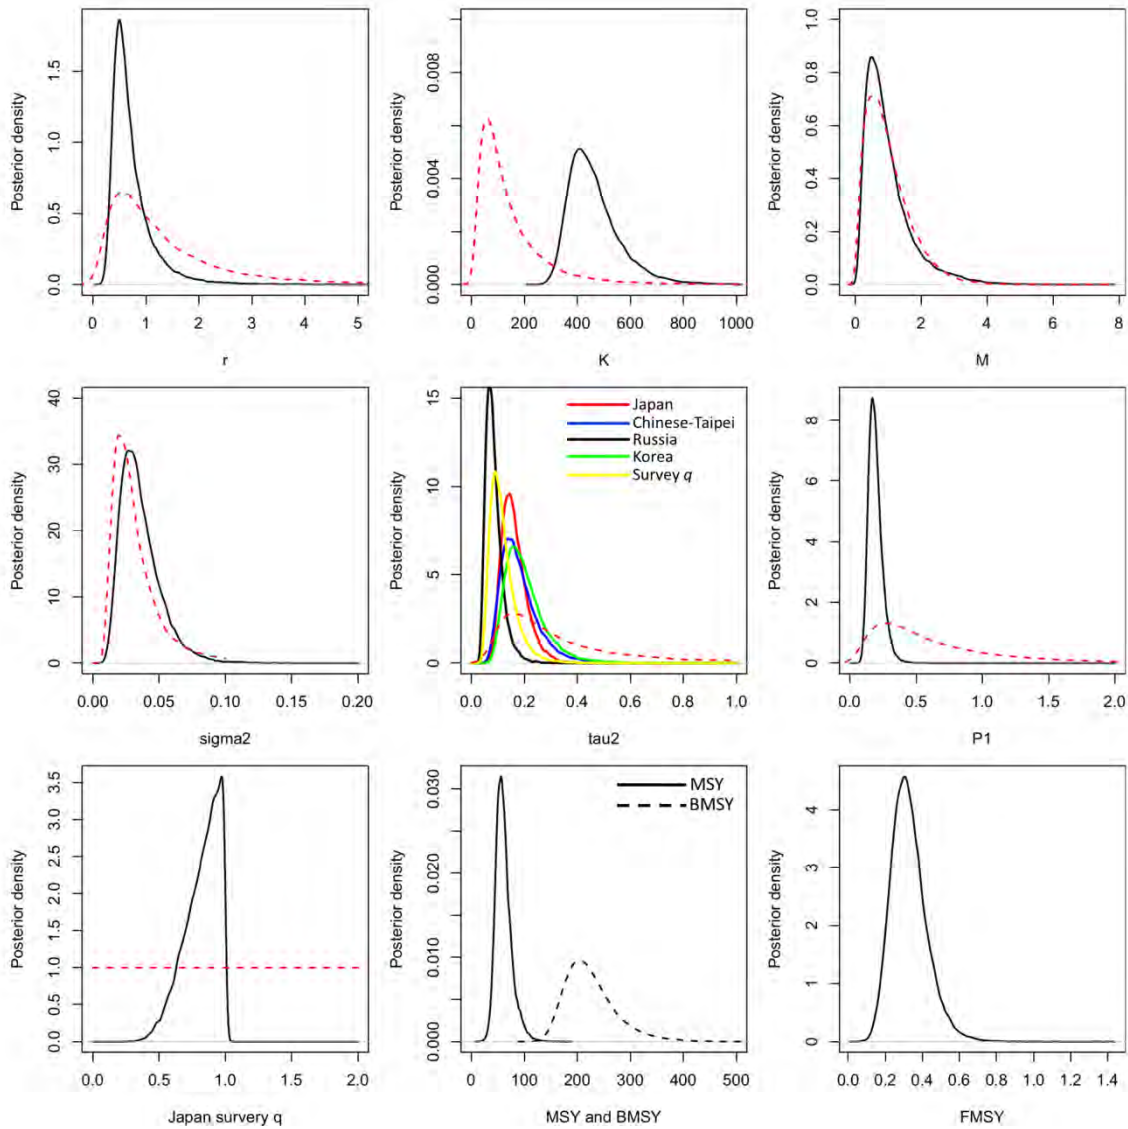 Posterior density
0.0 0.5 1.0 1.5
0 1 2 3 4 5
r
Posterior density
0.000 0.004 0.008
0 200 400 600 800 1000
K
Posterior density
0.0 0.2 0.4 0.6 0.8 1.0
0 2 4 6 8
M
Posterior density
0 10 20 30 40
0.00 0.05 0.10 0.15 0.20
sigma2
Posterior density
0 5 10 15
Japan
Chinese-Taipei
Russia
Korea
Survey q
0.0 0.2 0.4 0.6 0.8 1.0
tau2
Posterior density
0 2 4 6 8
0.0 0.5 1.0 1.5 2.0
P1
Posterior density
0.0 0.5 1.0 1.5 2.0 2.5 3.0 3.5
0.0 0.5 1.0 1.5 2.0
Japan survery q
Posterior density
0.000 0.010 0.020 0.030
MSY
BMSY
0 100 200 300 400 500
MSY and BMSY
Posterior density
0 1 2 3 4
0.0 0.2 0.4 0.6 0.8 1.0 1.2 1.4
FMSY